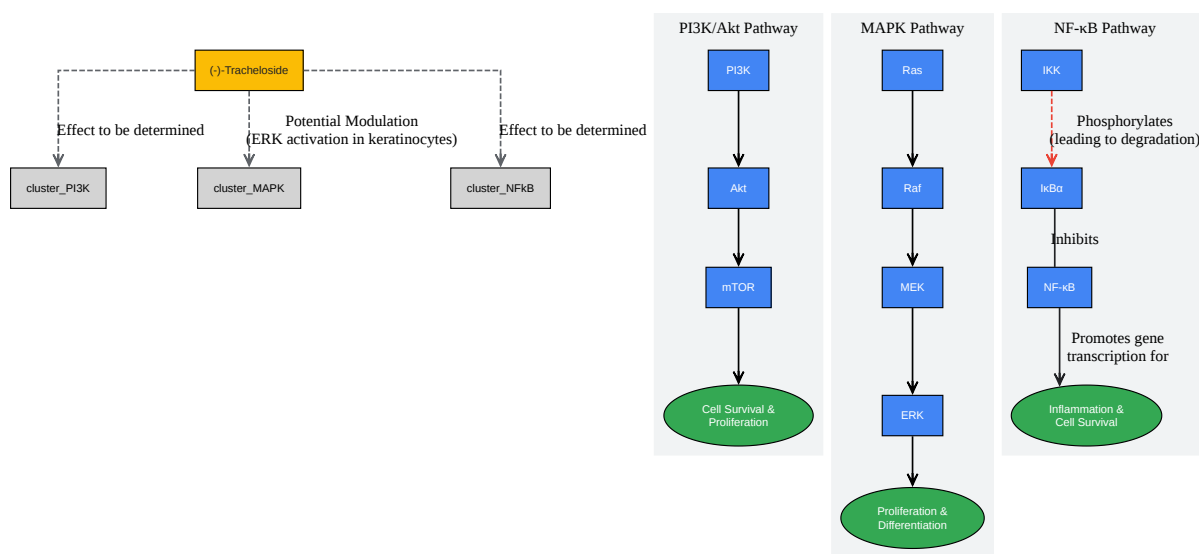 (-)-Tracheloside
Effect to be determined
Potential Modulation
(ERK activation in keratinocytes)
Effect to be determined
cluster_PI3K
cluster_MAPK
cluster_NFkB
PI3K/Akt Pathway
PI3K
Akt
mTOR
Cell Survival &
Proliferation
MAPK Pathway
Ras
Raf
MEK
ERK
Proliferation &
Differentiation
NF-κB Pathway
IKK
Phosphorylates
(leading to degradation)
IκBα
Inhibits
NF-κB
Promotes gene
transcription for
Inflammation &
Cell Survival